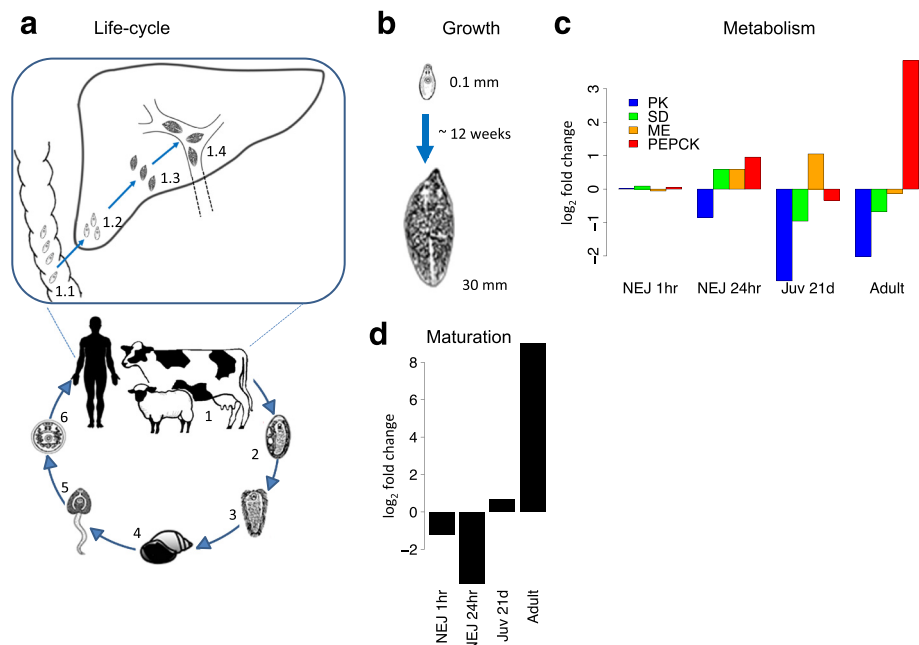 a Life-cycle
1.1
1.2
1.3
1.4
1
2
3
4
5
6
b Growth
0.1 mm
~ 12 weeks
30 mm
c Metabolism
log2 fold change
3
1
0
−1
−2
PK
SD
ME
PEPCK
NEJ 1hr NEJ 24hr Juv 21d Adult
d Maturation
log2 fold change
8
6
4
2
0
−2
NEJ 1hr
NEJ 24hr
Juv 21d
Adult